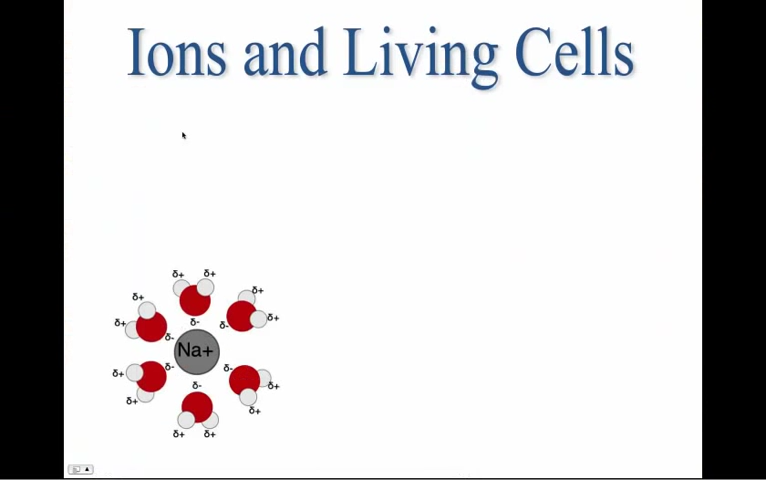 Ions and Living Cells
δ+ δ+
δ+ δ+
δ+ δ- δ- δ+
δ-
Na+
δ- δ-
δ+ δ- δ+
δ+ δ+
δ+ δ+